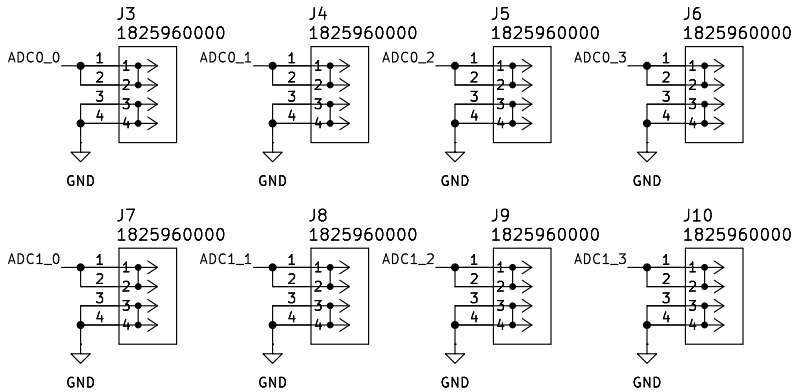 J3 J4 J5 J6
1825960000 1825960000 1825960000 1825960000
ADC0_0 1 1 ADC0_1 1 1 ADC0_2 1 1 ADC0_3 1 1
2 2 2 2 2 2 2 2
3 3 3 3 3 3 3 3
4 4 4 4 4 4 4 4
GND GND GND GND
J7 J8 J9 J10
1825960000 1825960000 1825960000 1825960000
ADC1_0 1 1 ADC1_1 1 1 ADC1_2 1 1 ADC1_3 1 1
2 2 2 2 2 2 2 2
3 3 3 3 3 3 3 3
4 4 4 4 4 4 4 4
GND GND GND GND